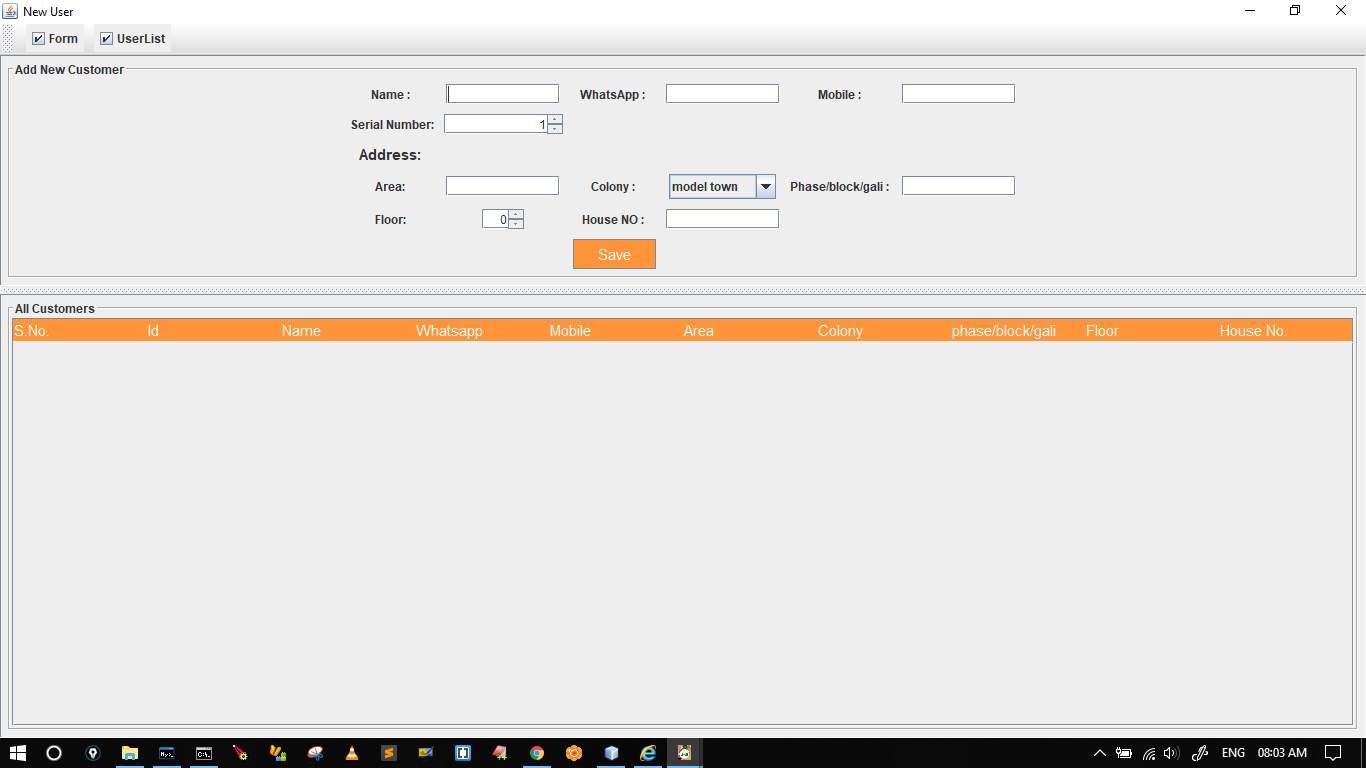 New User
Form UserList
Add New Customer
Name : WhatsApp : Mobile :
Serial Number: 1
Address:
Area: Colony : model town Phase/block/gali :
Floor: 0 House NO :
Save
All Customers
S.No. Id Name Whatsapp Mobile Area Colony phase/block/gali Floor House No.
ENG 08:03 AM